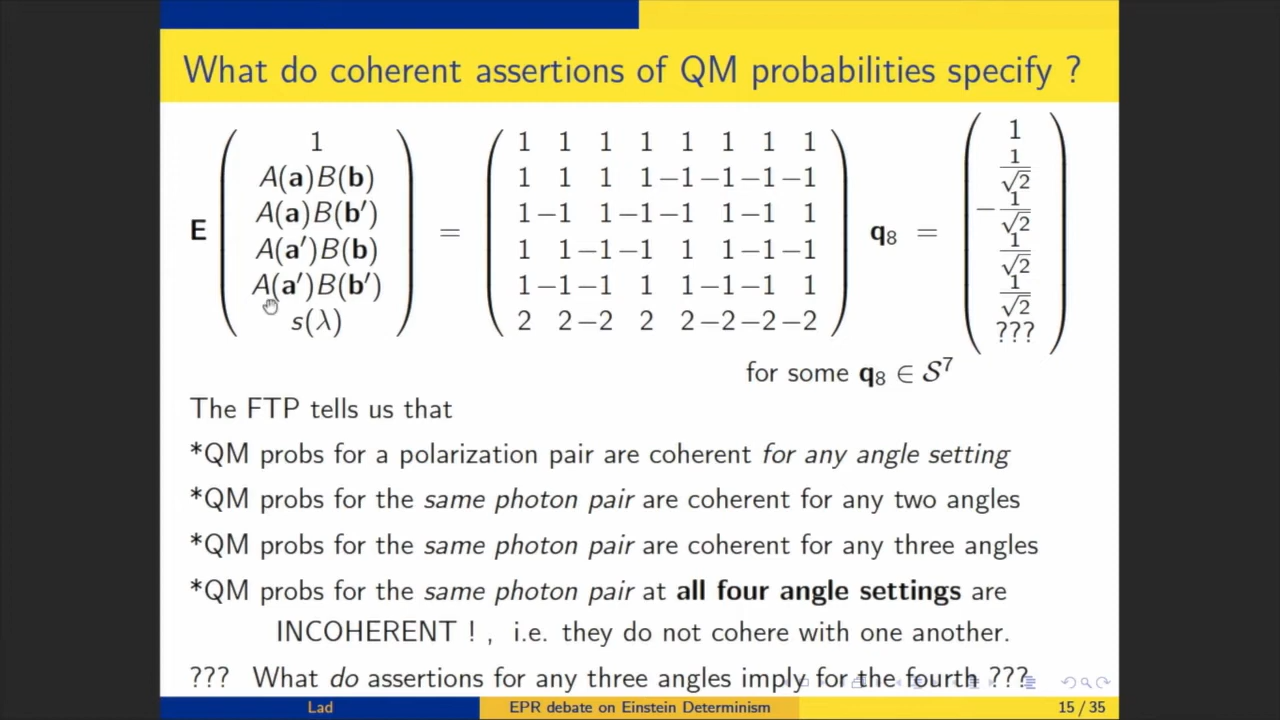 What do coherent assertions of QM probabilities specify ?
E ( 1 ) = ( 1 1 1 1 1 1 1 1 ) q₈ = ( 1 )
A(a)B(b) 1 1 1 1 −1 −1 −1 −1 1/√2
A(a)B(b′) 1 −1 1 −1 −1 1 −1 1 −1/√2
A(a′)B(b) 1 1 −1 −1 1 1 −1 −1 1/√2
A(a′)B(b′) 1 −1 −1 1 1 −1 −1 1 1/√2
s(λ) 2 2 −2 2 2 −2 −2 −2 ???
for some q₈ ∈ 𝒮⁷
The FTP tells us that
*QM probs for a polarization pair are coherent for any angle setting
*QM probs for the same photon pair are coherent for any two angles
*QM probs for the same photon pair are coherent for any three angles
*QM probs for the same photon pair at all four angle settings are
INCOHERENT ! , i.e. they do not cohere with one another.
??? What do assertions for any three angles imply for the fourth ???
Lad EPR debate on Einstein Determinism 15 / 35